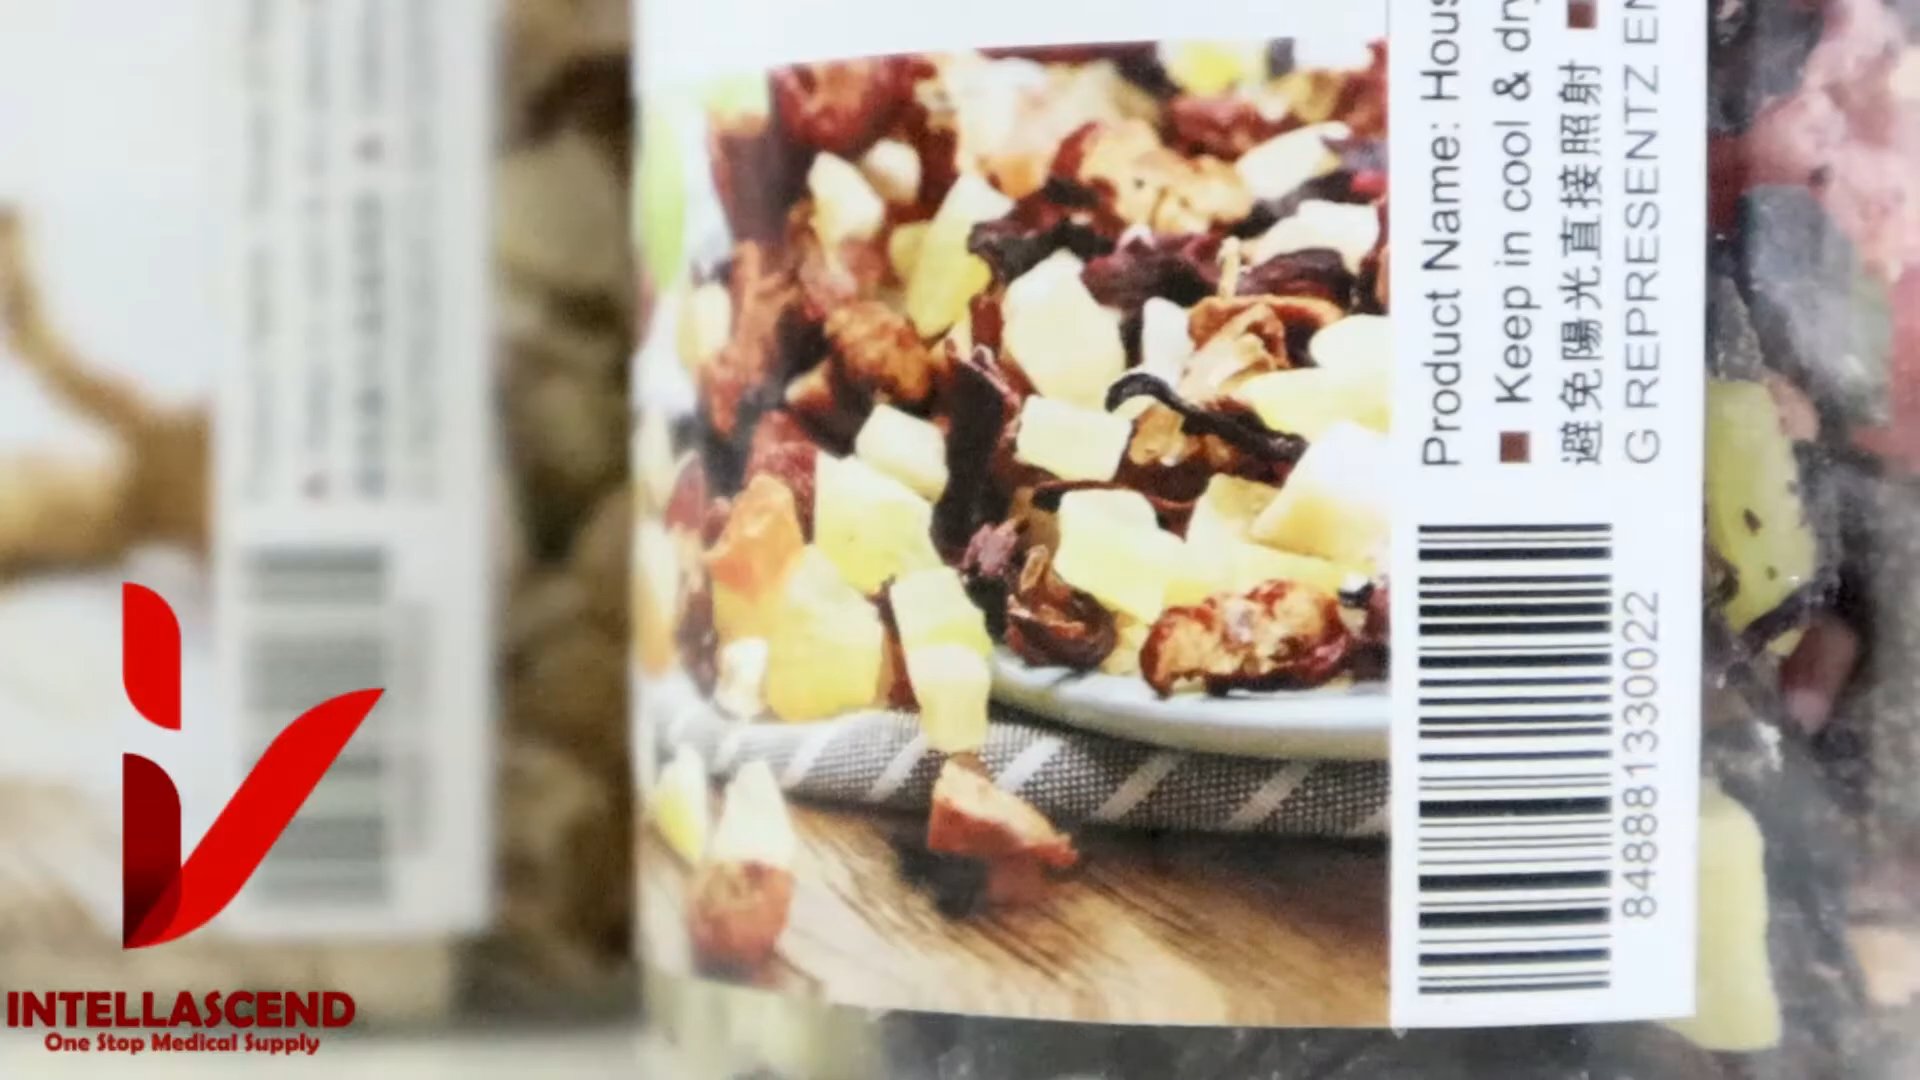 Product Name: Hous
■ Keep in cool & dry
避免陽光直接照射 ■
G REPRESENTZ EN
8488813330022
INTELLASCEND
One Stop Medical Supply